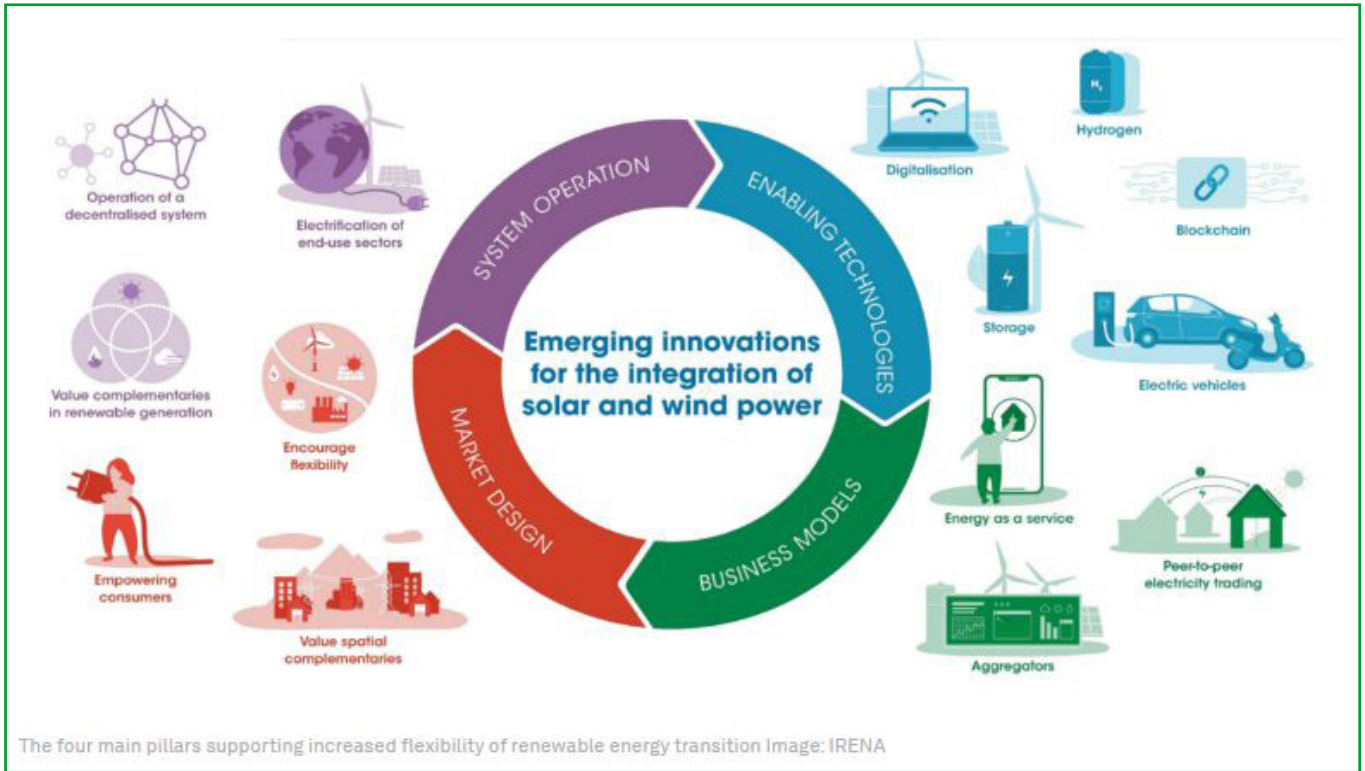 Operation of a
decentralised system
Electrification of
end-use sectors
Value complementaries
in renewable generation
Encourage
flexibility
Empowering
consumers
Value spatial
complementaries
SYSTEM OPERATION
ENABLING TECHNOLOGIES
MARKET DESIGN
BUSINESS MODELS
Emerging innovations
for the integration of
solar and wind power
Digitalisation
H₂
Hydrogen
Blockchain
Storage
Electric vehicles
Energy as a service
Peer-to-peer
electricity trading
Aggregators
The four main pillars supporting increased flexibility of renewable energy transition Image: IRENA